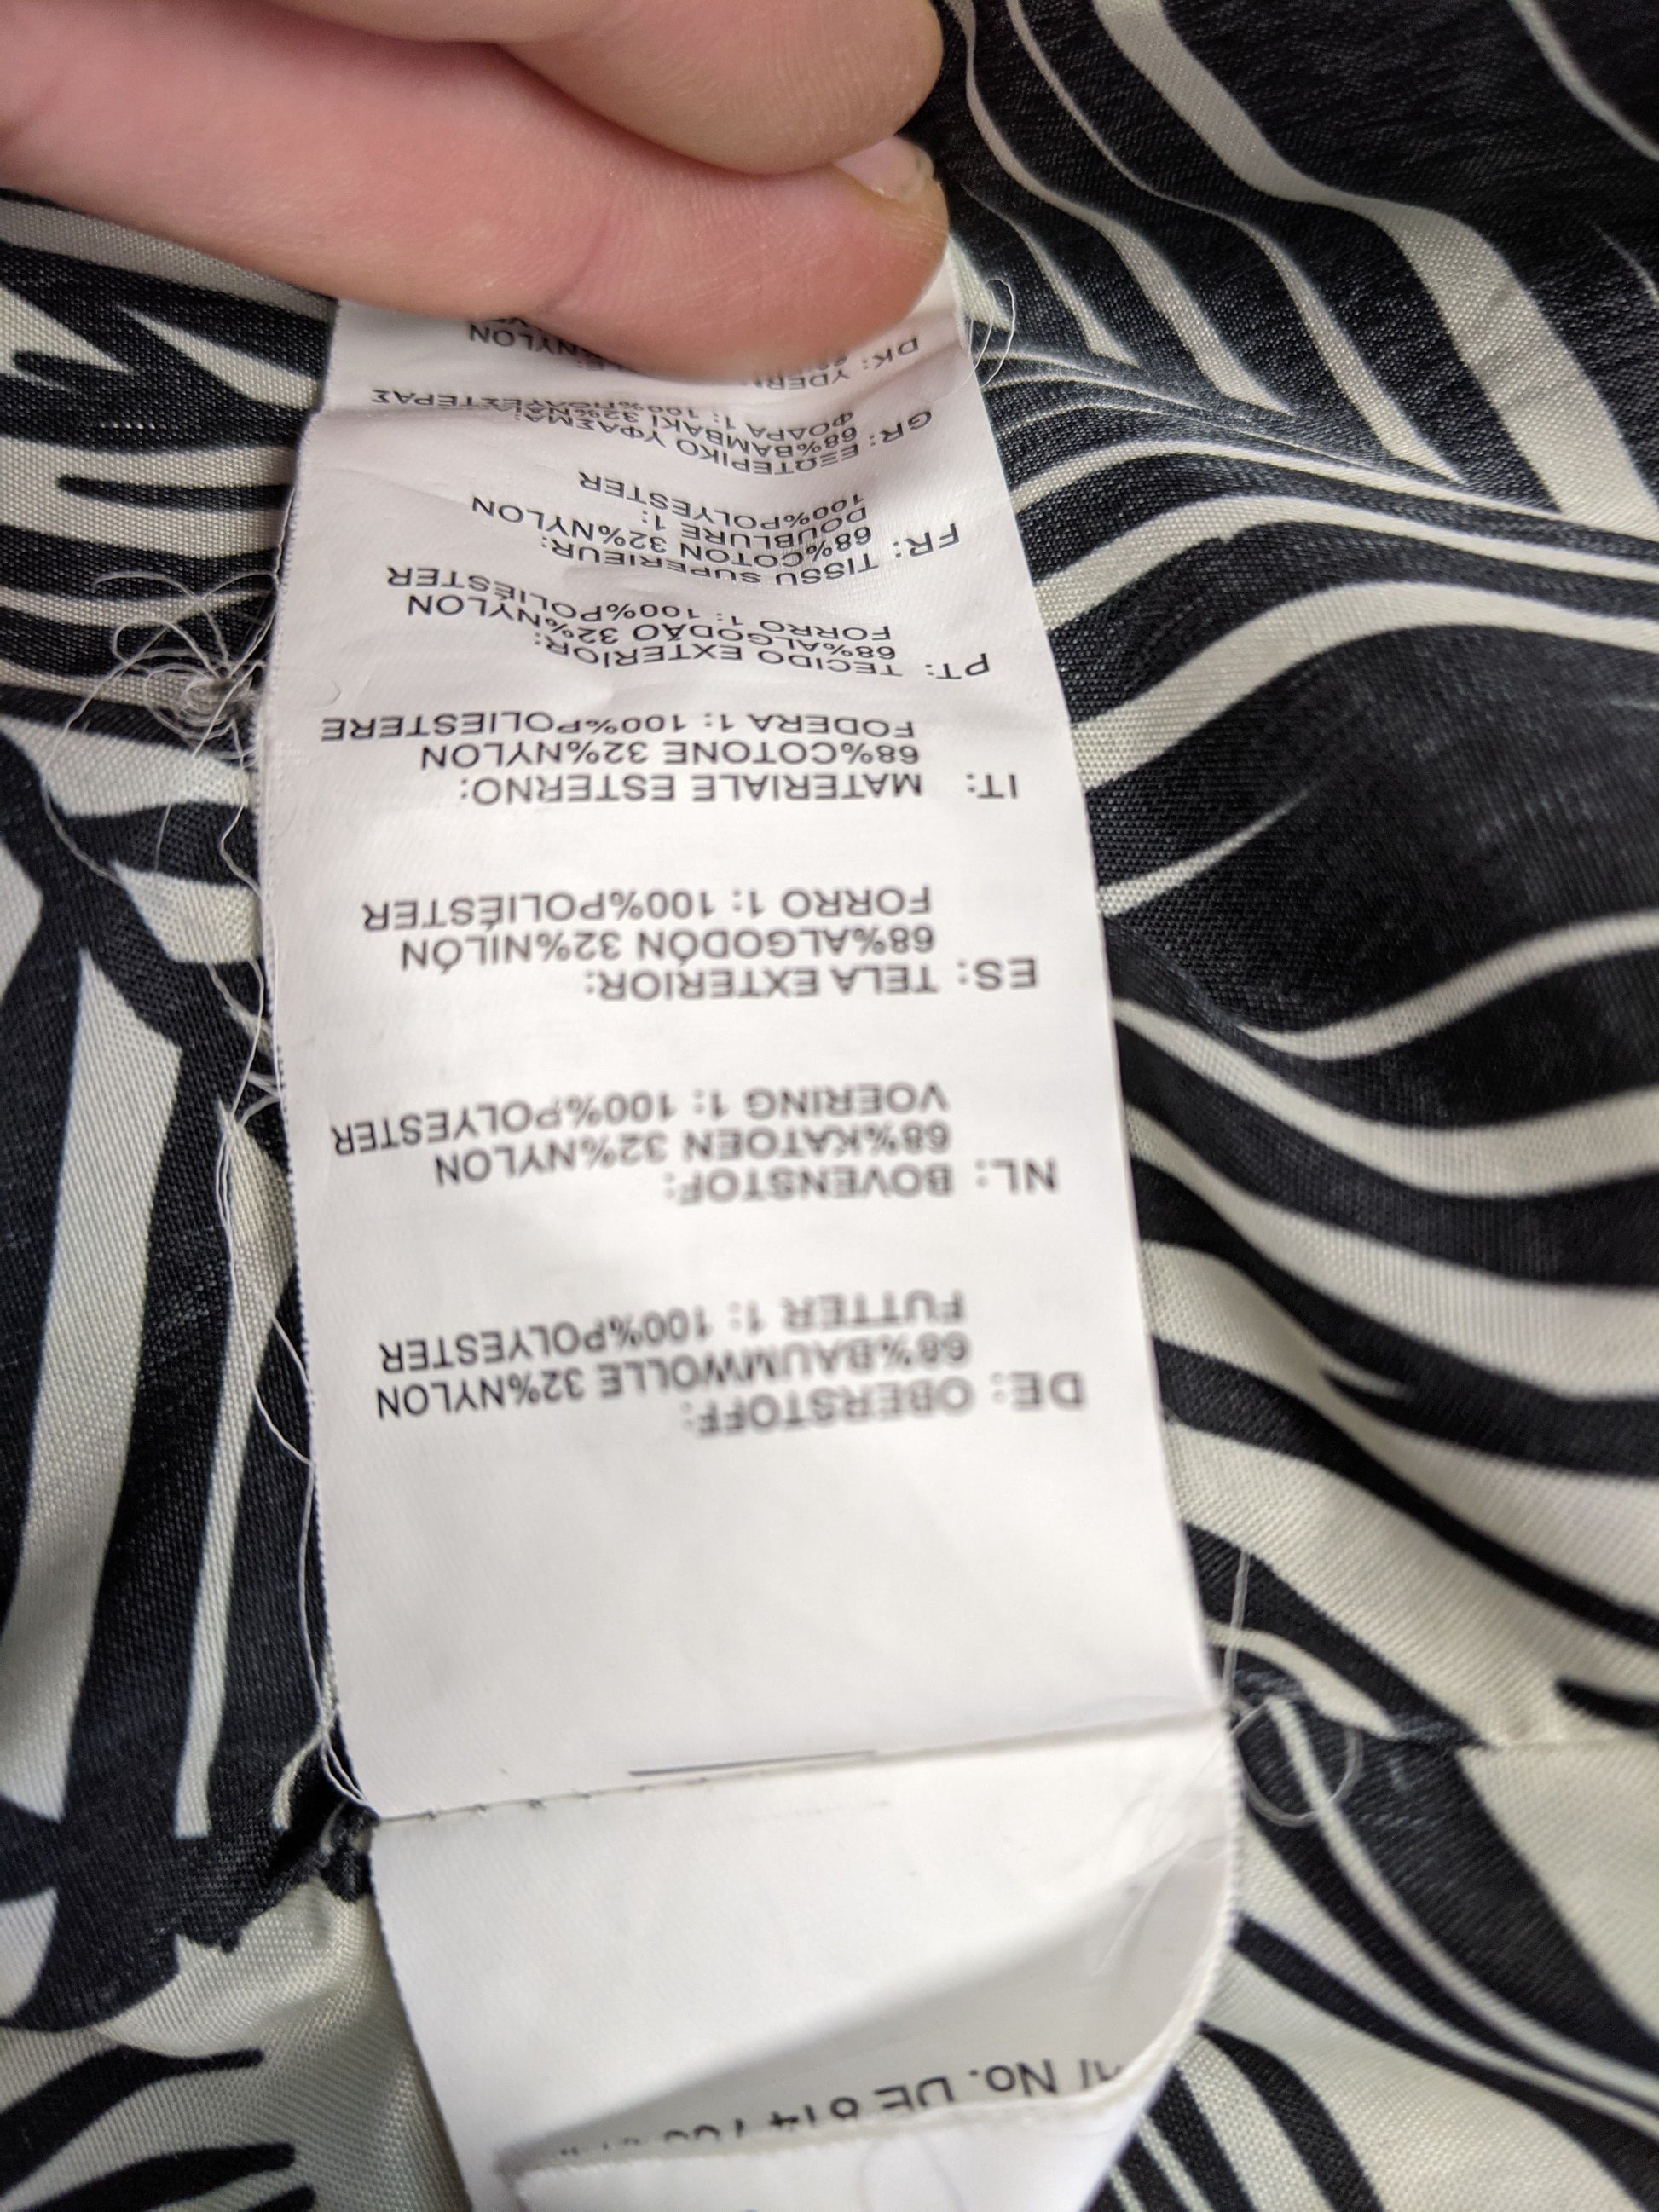 DE: OBERSTOFF:
68%BAUMWOLLE 32%NYLON
FUTTER 1: 100%POLYESTER
NL: BOVENSTOF:
68%KATOEN 32%NYLON
VOERING 1: 100%POLYESTER
ES: TELA EXTERIOR:
68%ALGODÓN 32%NILÓN
FORRO 1: 100%POLIÉSTER
IT: MATERIALE ESTERNO:
68%COTONE 32%NYLON
FODERA 1: 100%POLIESTERE
PT: TECIDO EXTERIOR:
68%ALGODÃO 32%NYLON
FORRO 1: 100%POLIÉSTER
FR: TISSU SUPERIEUR:
68%COTON 32%NYLON
DOUBLURE 1:
100%POLYESTER
GR: ΕΞΩΤΕΡΙΚΟ ΥΦΑΣΜΑ:
68%ΒΑΜΒΑΚΙ 32%ΝΑΪΛΟΝ
ΦΟΔΡΑ 1: 100%ΠΟΛΥΕΣΤΕΡΑΣ
DK:
No. DE 814